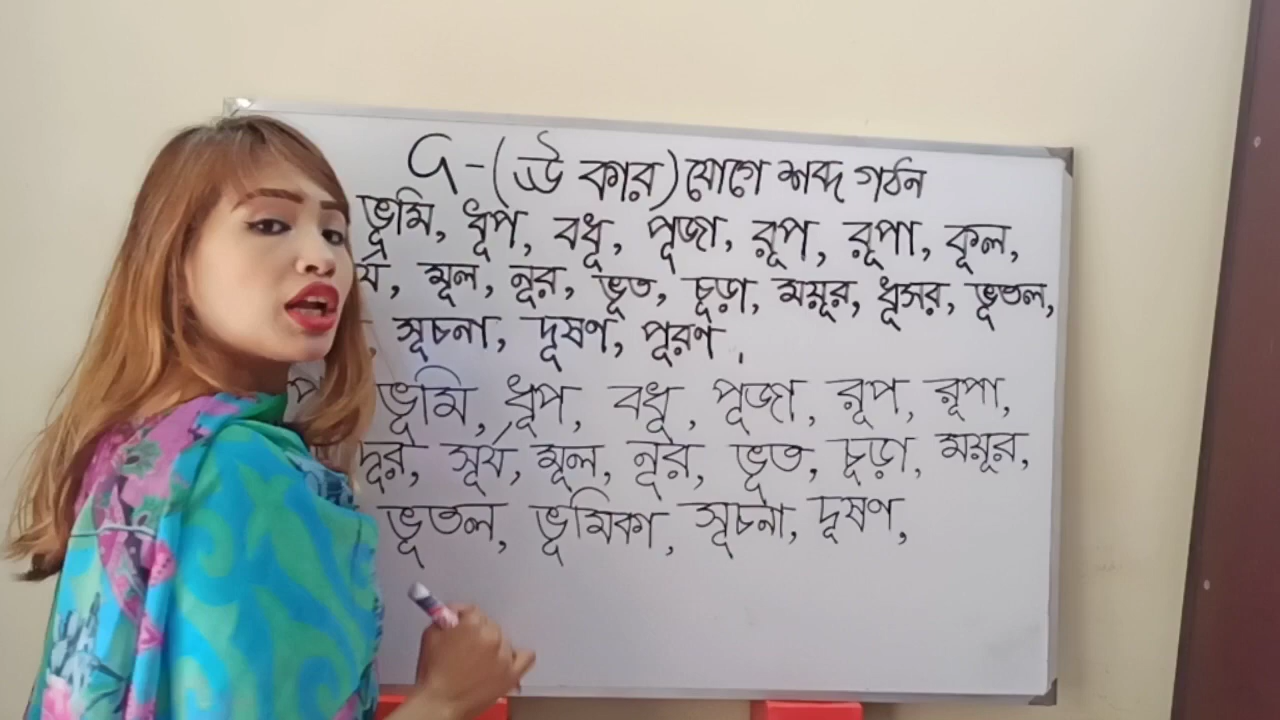 ূ - (ঊ কার) যোগে শব্দ গঠন
ভূমি, ধূপ, বধূ, পূজা, রূপ, রূপা, কূল,
মূল, নূর, ভূত, চূড়া, ময়ূর, ধূসর, ভূতল,
সূচনা, দূষণ, পূরণ,
ভূমি, ধূপ, বধূ, পূজা, রূপ, রূপা,
দূর, সূর্য, মূল, নূর, ভূত, চূড়া, ময়ূর,
ভূতল, ভূমিকা, সূচনা, দূষণ,